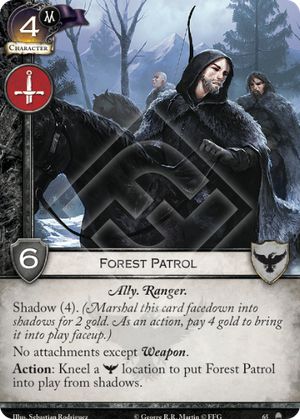 4
CHARACTER
6
FOREST PATROL
Ally. Ranger.
Shadow (4). (Marshal this card facedown into
shadows for 2 gold. As an action, pay 4 gold to bring
it into play faceup.)
No attachments except Weapon.
Action: Kneel a location to put Forest Patrol
into play from shadows.
Illus. Sebastian Rodriguez
© George R.R. Martin © FFG